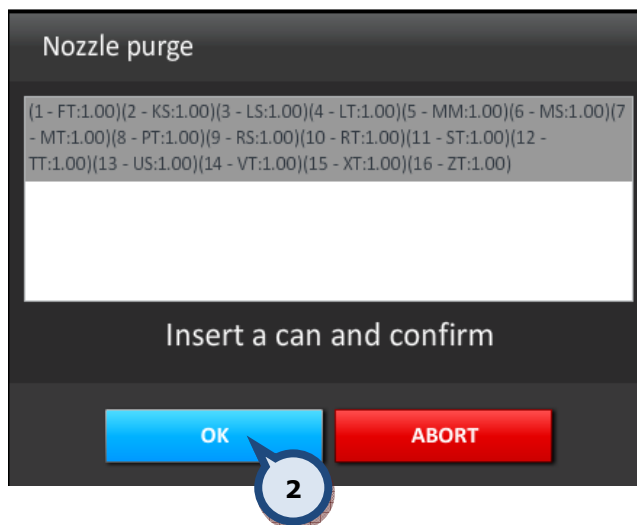 Nozzle purge
(1 - FT:1.00)(2 - KS:1.00)(3 - LS:1.00)(4 - LT:1.00)(5 - MM:1.00)(6 - MS:1.00)(7
- MT:1.00)(8 - PT:1.00)(9 - RS:1.00)(10 - RT:1.00)(11 - ST:1.00)(12 -
TT:1.00)(13 - US:1.00)(14 - VT:1.00)(15 - XT:1.00)(16 - ZT:1.00)
Insert a can and confirm
OK ABORT
2